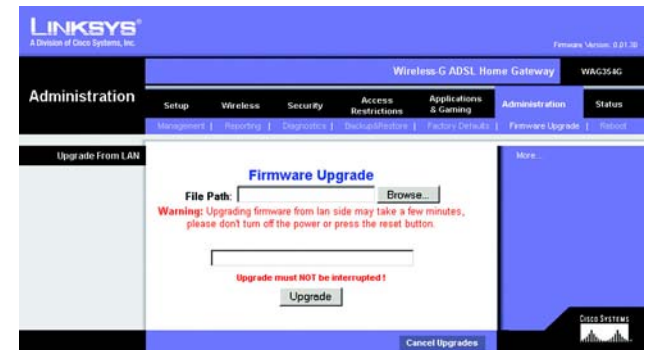 LINKSYS®
A Division of Cisco Systems, Inc.
Firmware Version: 0.01.30
Wireless-G ADSL Home Gateway WAG354G
Administration
Setup Wireless Security Access Restrictions Applications & Gaming Administration Status
Management | Reporting | Diagnostics | Backup&Restore | Factory Defaults | Firmware Upgrade | Reboot
Upgrade From LAN
More...
Firmware Upgrade
File Path: Browse...
Warning: Upgrading firmware from lan side may take a few minutes,
please don't turn off the power or press the reset button.
Upgrade must NOT be interrupted !
Upgrade
Cancel Upgrades
CISCO SYSTEMS